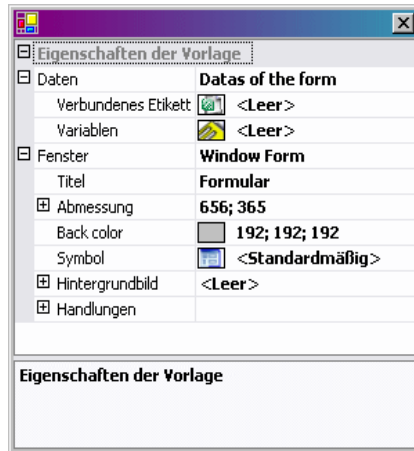 Eigenschaften der Vorlage
Daten Datas of the form
Verbundenes Etikett <Leer>
Variablen <Leer>
Fenster Window Form
Titel Formular
Abmessung 656; 365
Back color 192; 192; 192
Symbol <Standardmäßig>
Hintergrundbild <Leer>
Handlungen
Eigenschaften der Vorlage